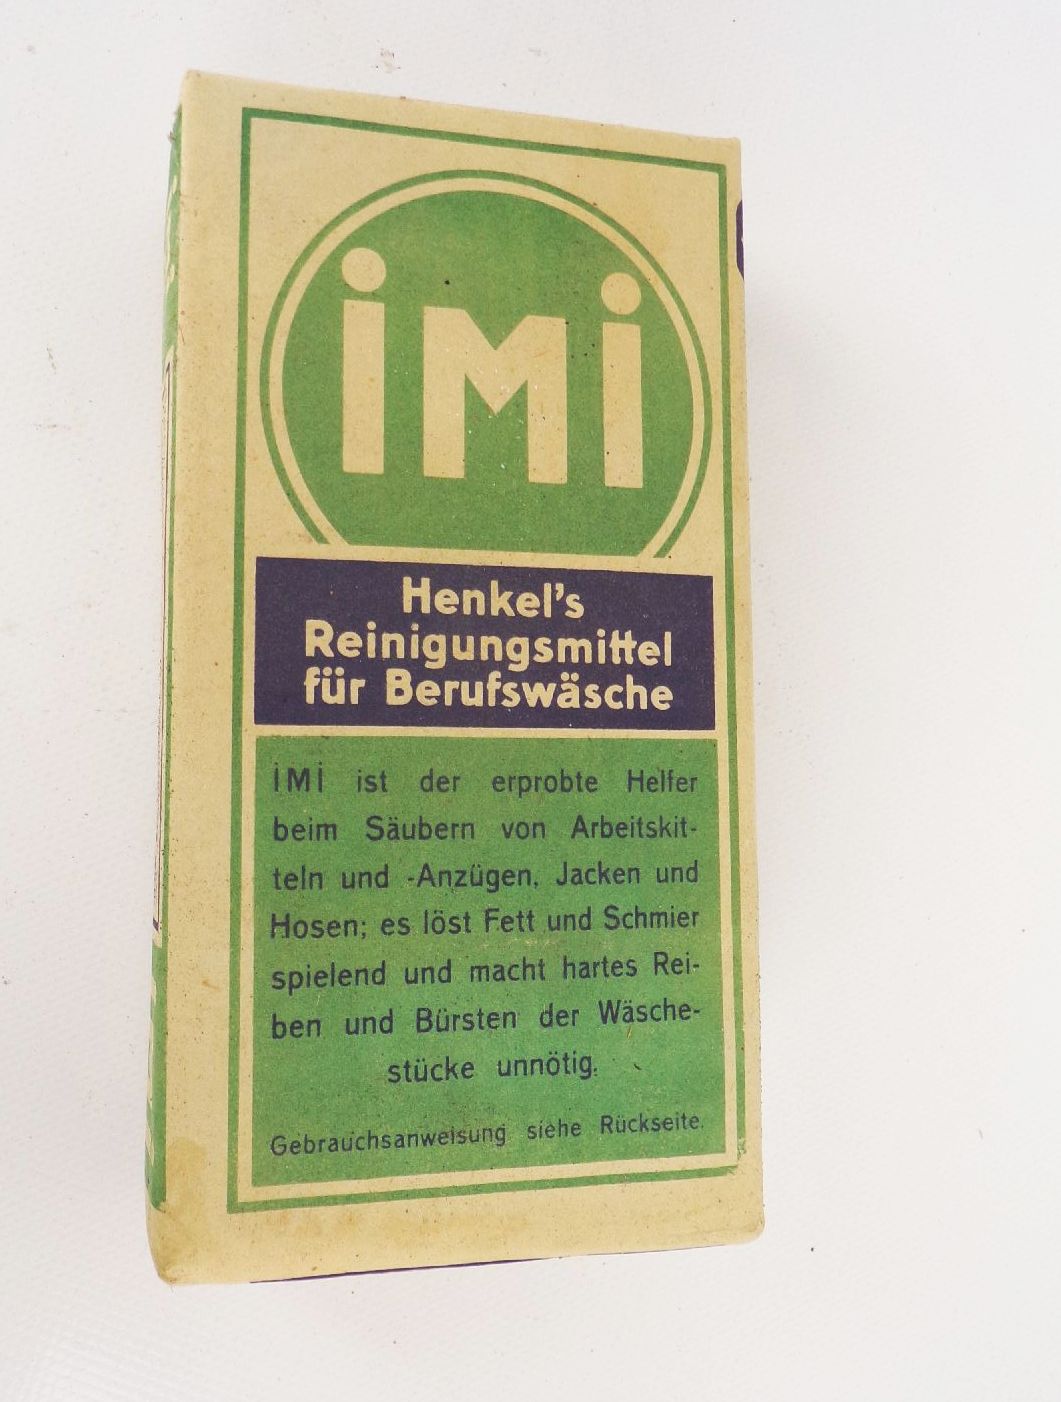 iMi
Henkel's
Reinigungsmittel
für Berufswäsche
iMi ist der erprobte Helfer
beim Säubern von Arbeitskit-
teln und -Anzügen, Jacken und
Hosen; es löst Fett und Schmier
spielend und macht hartes Rei-
ben und Bürsten der Wäsche-
stücke unnötig.
Gebrauchsanweisung siehe Rückseite.